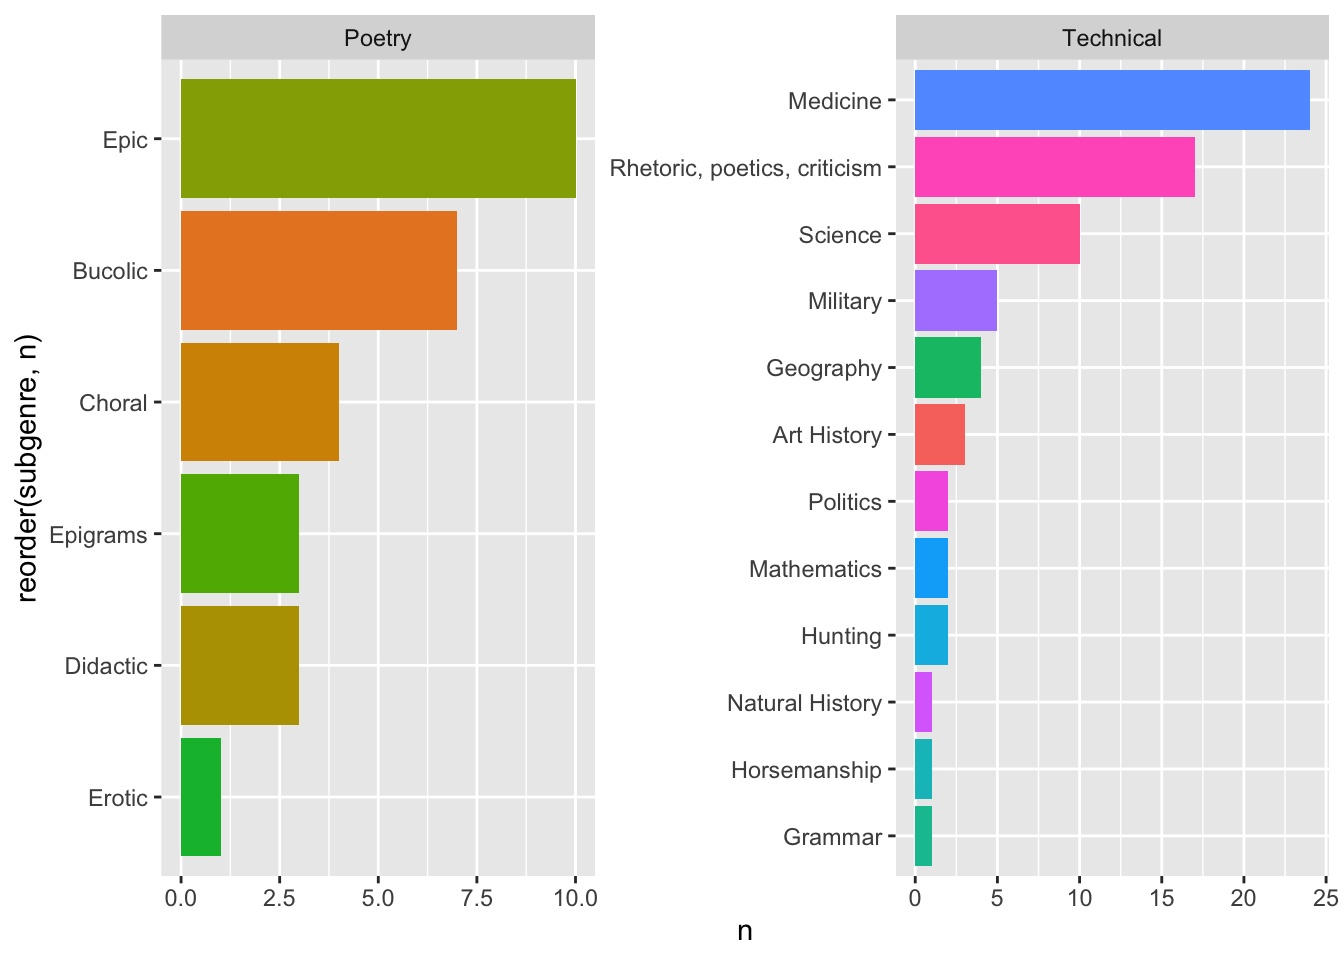 Poetry
Technical
reorder(subgenre, n)
Epic
Bucolic
Choral
Epigrams
Didactic
Erotic
0.0 2.5 5.0 7.5 10.0
Medicine
Rhetoric, poetics, criticism
Science
Military
Geography
Art History
Politics
Mathematics
Hunting
Natural History
Horsemanship
Grammar
0 5 10 15 20 25
n